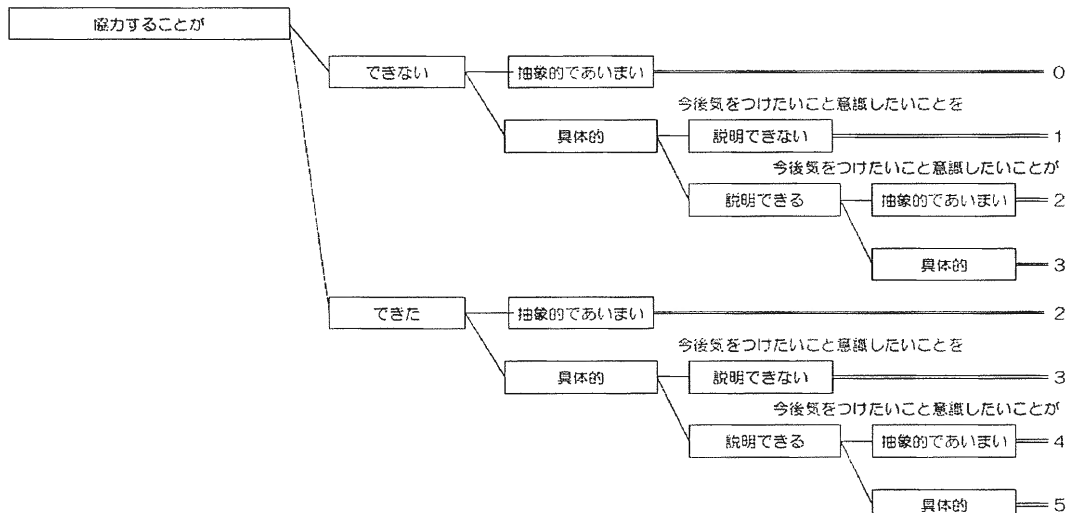 協力することが
できない 抽象的であいまい 0
今後気をつけたいこと意識したいことを
具体的 説明できない 1
今後気をつけたいこと意識したいことが
説明できる 抽象的であいまい 2
具体的 3
できた 抽象的であいまい 2
今後気をつけたいこと意識したいことを
具体的 説明できない 3
今後気をつけたいこと意識したいことが
説明できる 抽象的であいまい 4
具体的 5